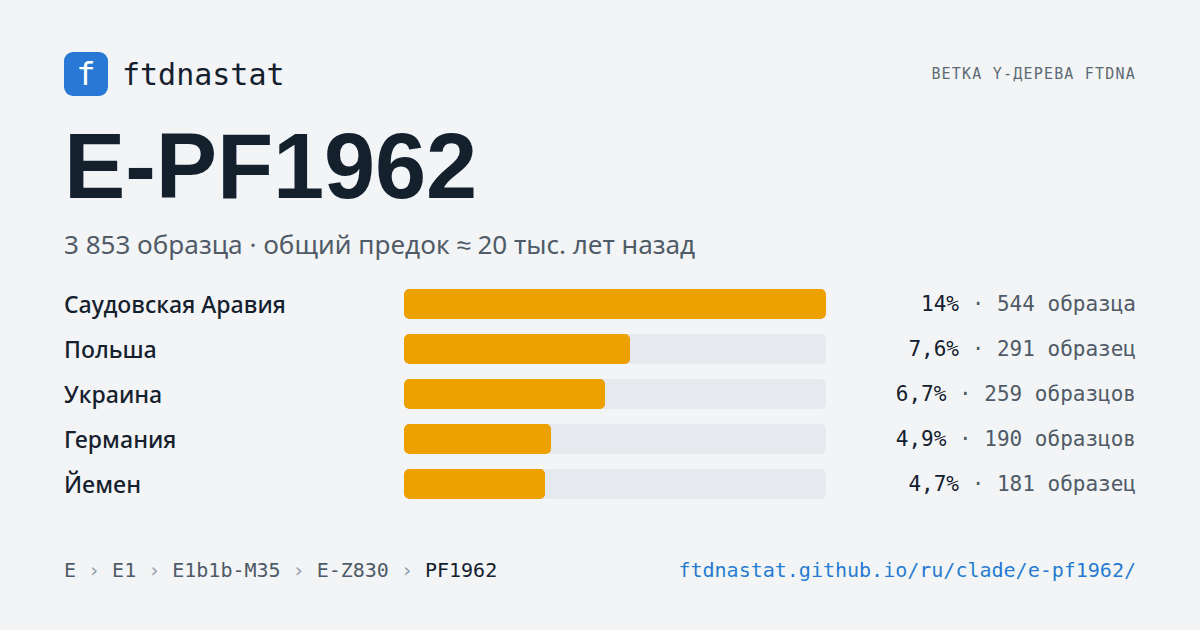 f ftdnastat
ВЕТКА Y-ДЕРЕВА FTDNA
E-PF1962
3 853 образца · общий предок ≈ 20 тыс. лет назад
Саудовская Аравия 14% · 544 образца
Польша 7,6% · 291 образец
Украина 6,7% · 259 образцов
Германия 4,9% · 190 образцов
Йемен 4,7% · 181 образец
E › E1 › E1b1b-M35 › E-Z830 › PF1962
ftdnastat.github.io/ru/clade/e-pf1962/